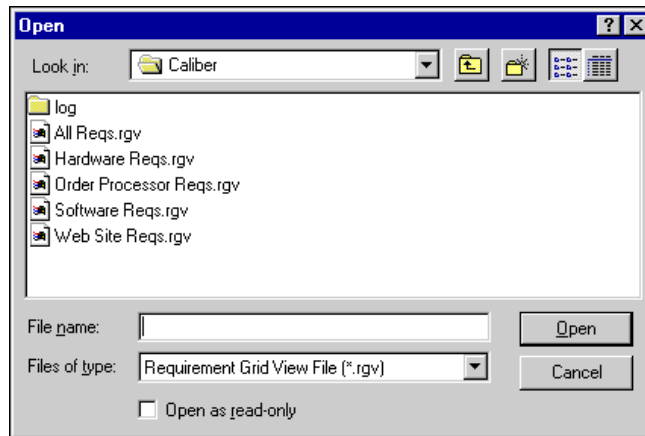 Open
Look in: Caliber
log
All Reqs.rgv
Hardware Reqs.rgv
Order Processor Reqs.rgv
Software Reqs.rgv
Web Site Reqs.rgv
File name: Open
Files of type: Requirement Grid View File (*.rgv) Cancel
Open as read-only